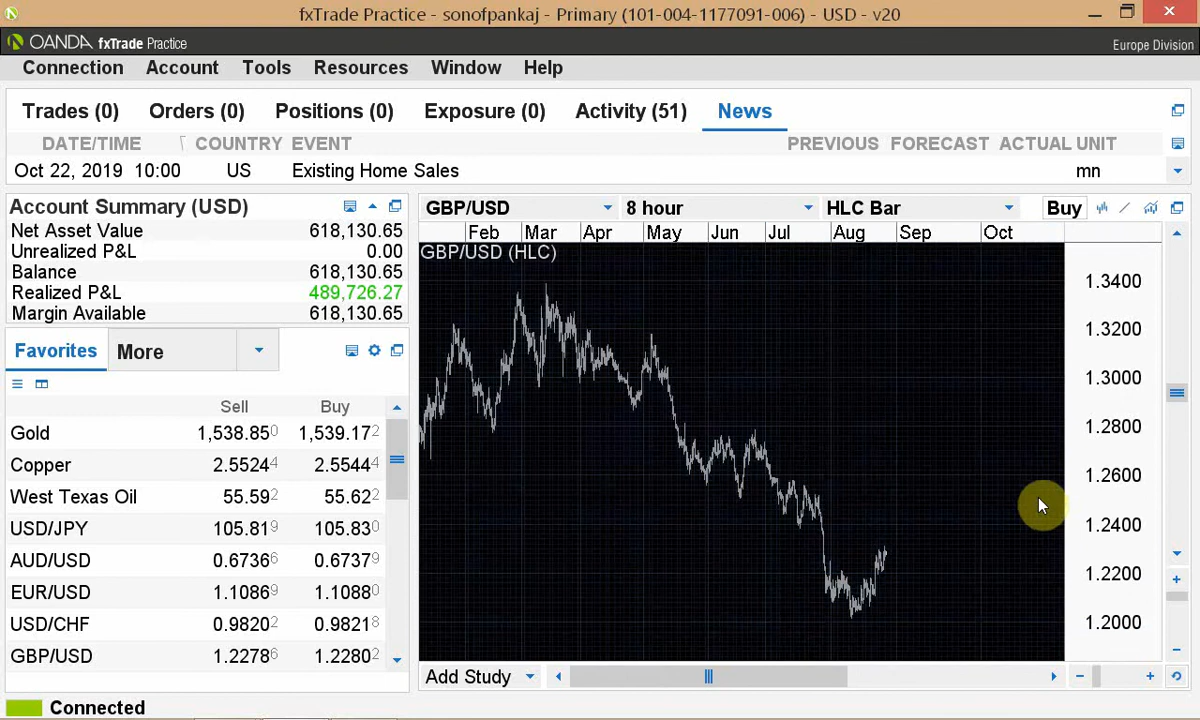 fxTrade Practice - sonofpankaj - Primary (101-004-1177091-006) - USD - v20
OANDA fxTrade Practice
Europe Division
Connection Account Tools Resources Window Help
Trades (0) Orders (0) Positions (0) Exposure (0) Activity (51) News
DATE/TIME COUNTRY EVENT PREVIOUS FORECAST ACTUAL UNIT
Oct 22, 2019 10:00 US Existing Home Sales mn
Account Summary (USD)
Net Asset Value 618,130.65
Unrealized P&L 0.00
Balance 618,130.65
Realized P&L 489,726.27
Margin Available 618,130.65
Favorites More
Sell Buy
Gold 1,538.850 1,539.172
Copper 2.55244 2.55444
West Texas Oil 55.592 55.622
USD/JPY 105.819 105.830
AUD/USD 0.67366 0.67379
EUR/USD 1.10869 1.10880
USD/CHF 0.98202 0.98218
GBP/USD 1.22786 1.22802
GBP/USD 8 hour HLC Bar Buy
Feb Mar Apr May Jun Jul Aug Sep Oct
GBP/USD (HLC)
1.3400
1.3200
1.3000
1.2800
1.2600
1.2400
1.2200
1.2000
Add Study
Connected